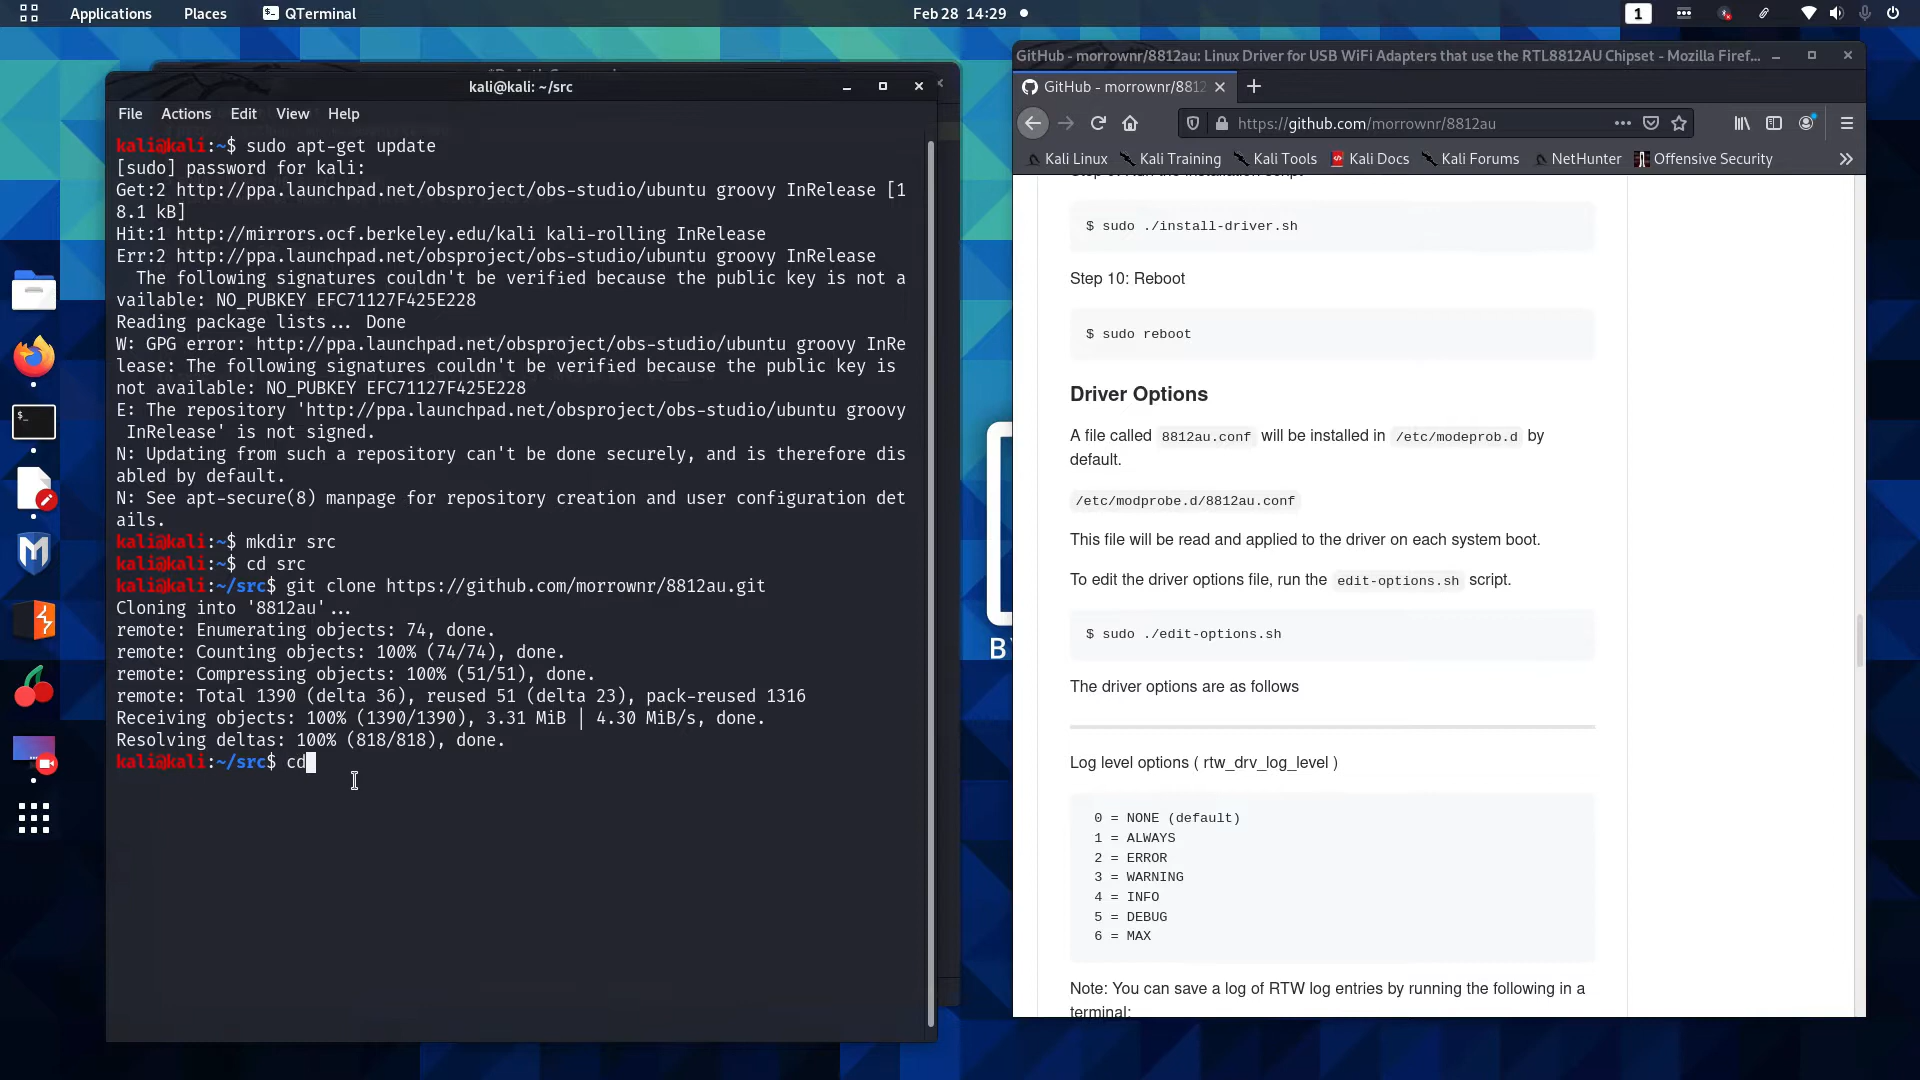 Applications Places QTerminal
Feb 28 14:29
1
kali@kali: ~/src
File Actions Edit View Help
kali@kali:~$ sudo apt-get update
[sudo] password for kali:
Get:2 http://ppa.launchpad.net/obsproject/obs-studio/ubuntu groovy InRelease [1
8.1 kB]
Hit:1 http://mirrors.ocf.berkeley.edu/kali kali-rolling InRelease
Err:2 http://ppa.launchpad.net/obsproject/obs-studio/ubuntu groovy InRelease
The following signatures couldn't be verified because the public key is not a
vailable: NO_PUBKEY EFC71127F425E228
Reading package lists... Done
W: GPG error: http://ppa.launchpad.net/obsproject/obs-studio/ubuntu groovy InRe
lease: The following signatures couldn't be verified because the public key is
not available: NO_PUBKEY EFC71127F425E228
E: The repository 'http://ppa.launchpad.net/obsproject/obs-studio/ubuntu groovy
InRelease' is not signed.
N: Updating from such a repository can't be done securely, and is therefore dis
abled by default.
N: See apt-secure(8) manpage for repository creation and user configuration det
ails.
kali@kali:~$ mkdir src
kali@kali:~$ cd src
kali@kali:~/src$ git clone https://github.com/morrownr/8812au.git
Cloning into '8812au'...
remote: Enumerating objects: 74, done.
remote: Counting objects: 100% (74/74), done.
remote: Compressing objects: 100% (51/51), done.
remote: Total 1390 (delta 36), reused 51 (delta 23), pack-reused 1316
Receiving objects: 100% (1390/1390), 3.31 MiB | 4.30 MiB/s, done.
Resolving deltas: 100% (818/818), done.
kali@kali:~/src$ cd
GitHub - morrownr/8812au: Linux Driver for USB WiFi Adapters that use the RTL8812AU Chipset - Mozilla Firef...
GitHub - morrownr/8812
https://github.com/morrownr/8812au
Kali Linux Kali Training Kali Tools Kali Docs Kali Forums NetHunter Offensive Security
$ sudo ./install-driver.sh
Step 10: Reboot
$ sudo reboot
Driver Options
A file called 8812au.conf will be installed in /etc/modeprob.d by
default.
/etc/modprobe.d/8812au.conf
This file will be read and applied to the driver on each system boot.
To edit the driver options file, run the edit-options.sh script.
$ sudo ./edit-options.sh
The driver options are as follows
Log level options ( rtw_drv_log_level )
0 = NONE (default)
1 = ALWAYS
2 = ERROR
3 = WARNING
4 = INFO
5 = DEBUG
6 = MAX
Note: You can save a log of RTW log entries by running the following in a
terminal: